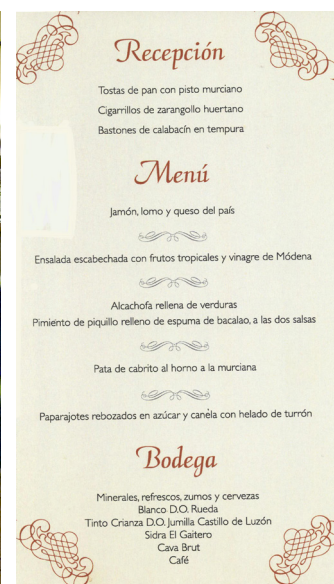 Recepción
Tostas de pan con pisto murciano
Cigarrillos de zarangollo huertano
Bastones de calabacín en tempura
Menú
Jamón, lomo y queso del país
Ensalada escabechada con frutos tropicales y vinagre de Módena
Alcachofa rellena de verduras
Pimiento de piquillo relleno de espuma de bacalao, a las dos salsas
Pata de cabrito al horno a la murciana
Paparajotes rebozados en azúcar y canela con helado de turrón
Bodega
Minerales, refrescos, zumos y cervezas
Blanco D.O. Rueda
Tinto Crianza D.O. Jumilla Castillo de Luzón
Sidra El Gaitero
Cava Brut
Café